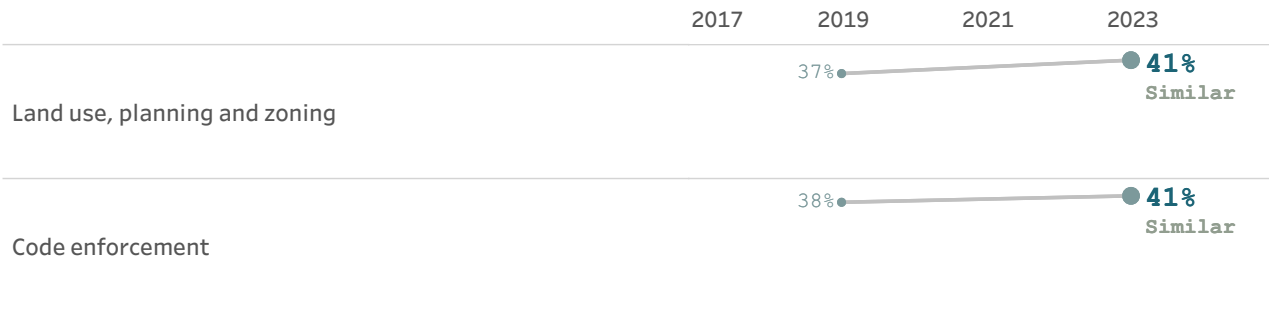 2017 2019 2021 2023
37% 41%
Similar
Land use, planning and zoning
38% 41%
Similar
Code enforcement